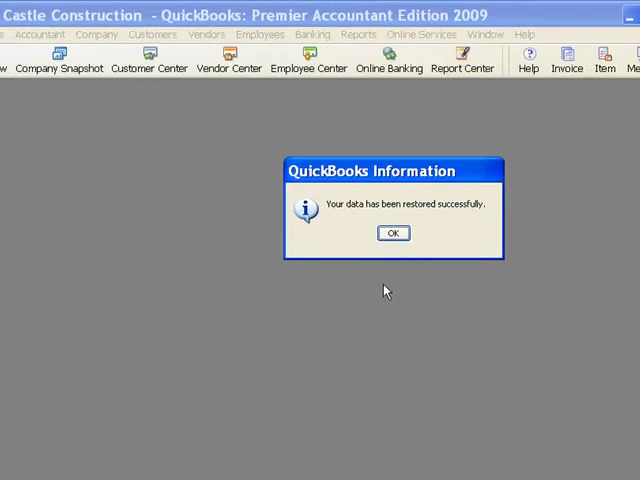 Castle Construction - QuickBooks: Premier Accountant Edition 2009
Accountant Company Customers Vendors Employees Banking Reports Online Services Window Help
Company Snapshot Customer Center Vendor Center Employee Center Online Banking Report Center Help Invoice Item
QuickBooks Information
Your data has been restored successfully.
OK